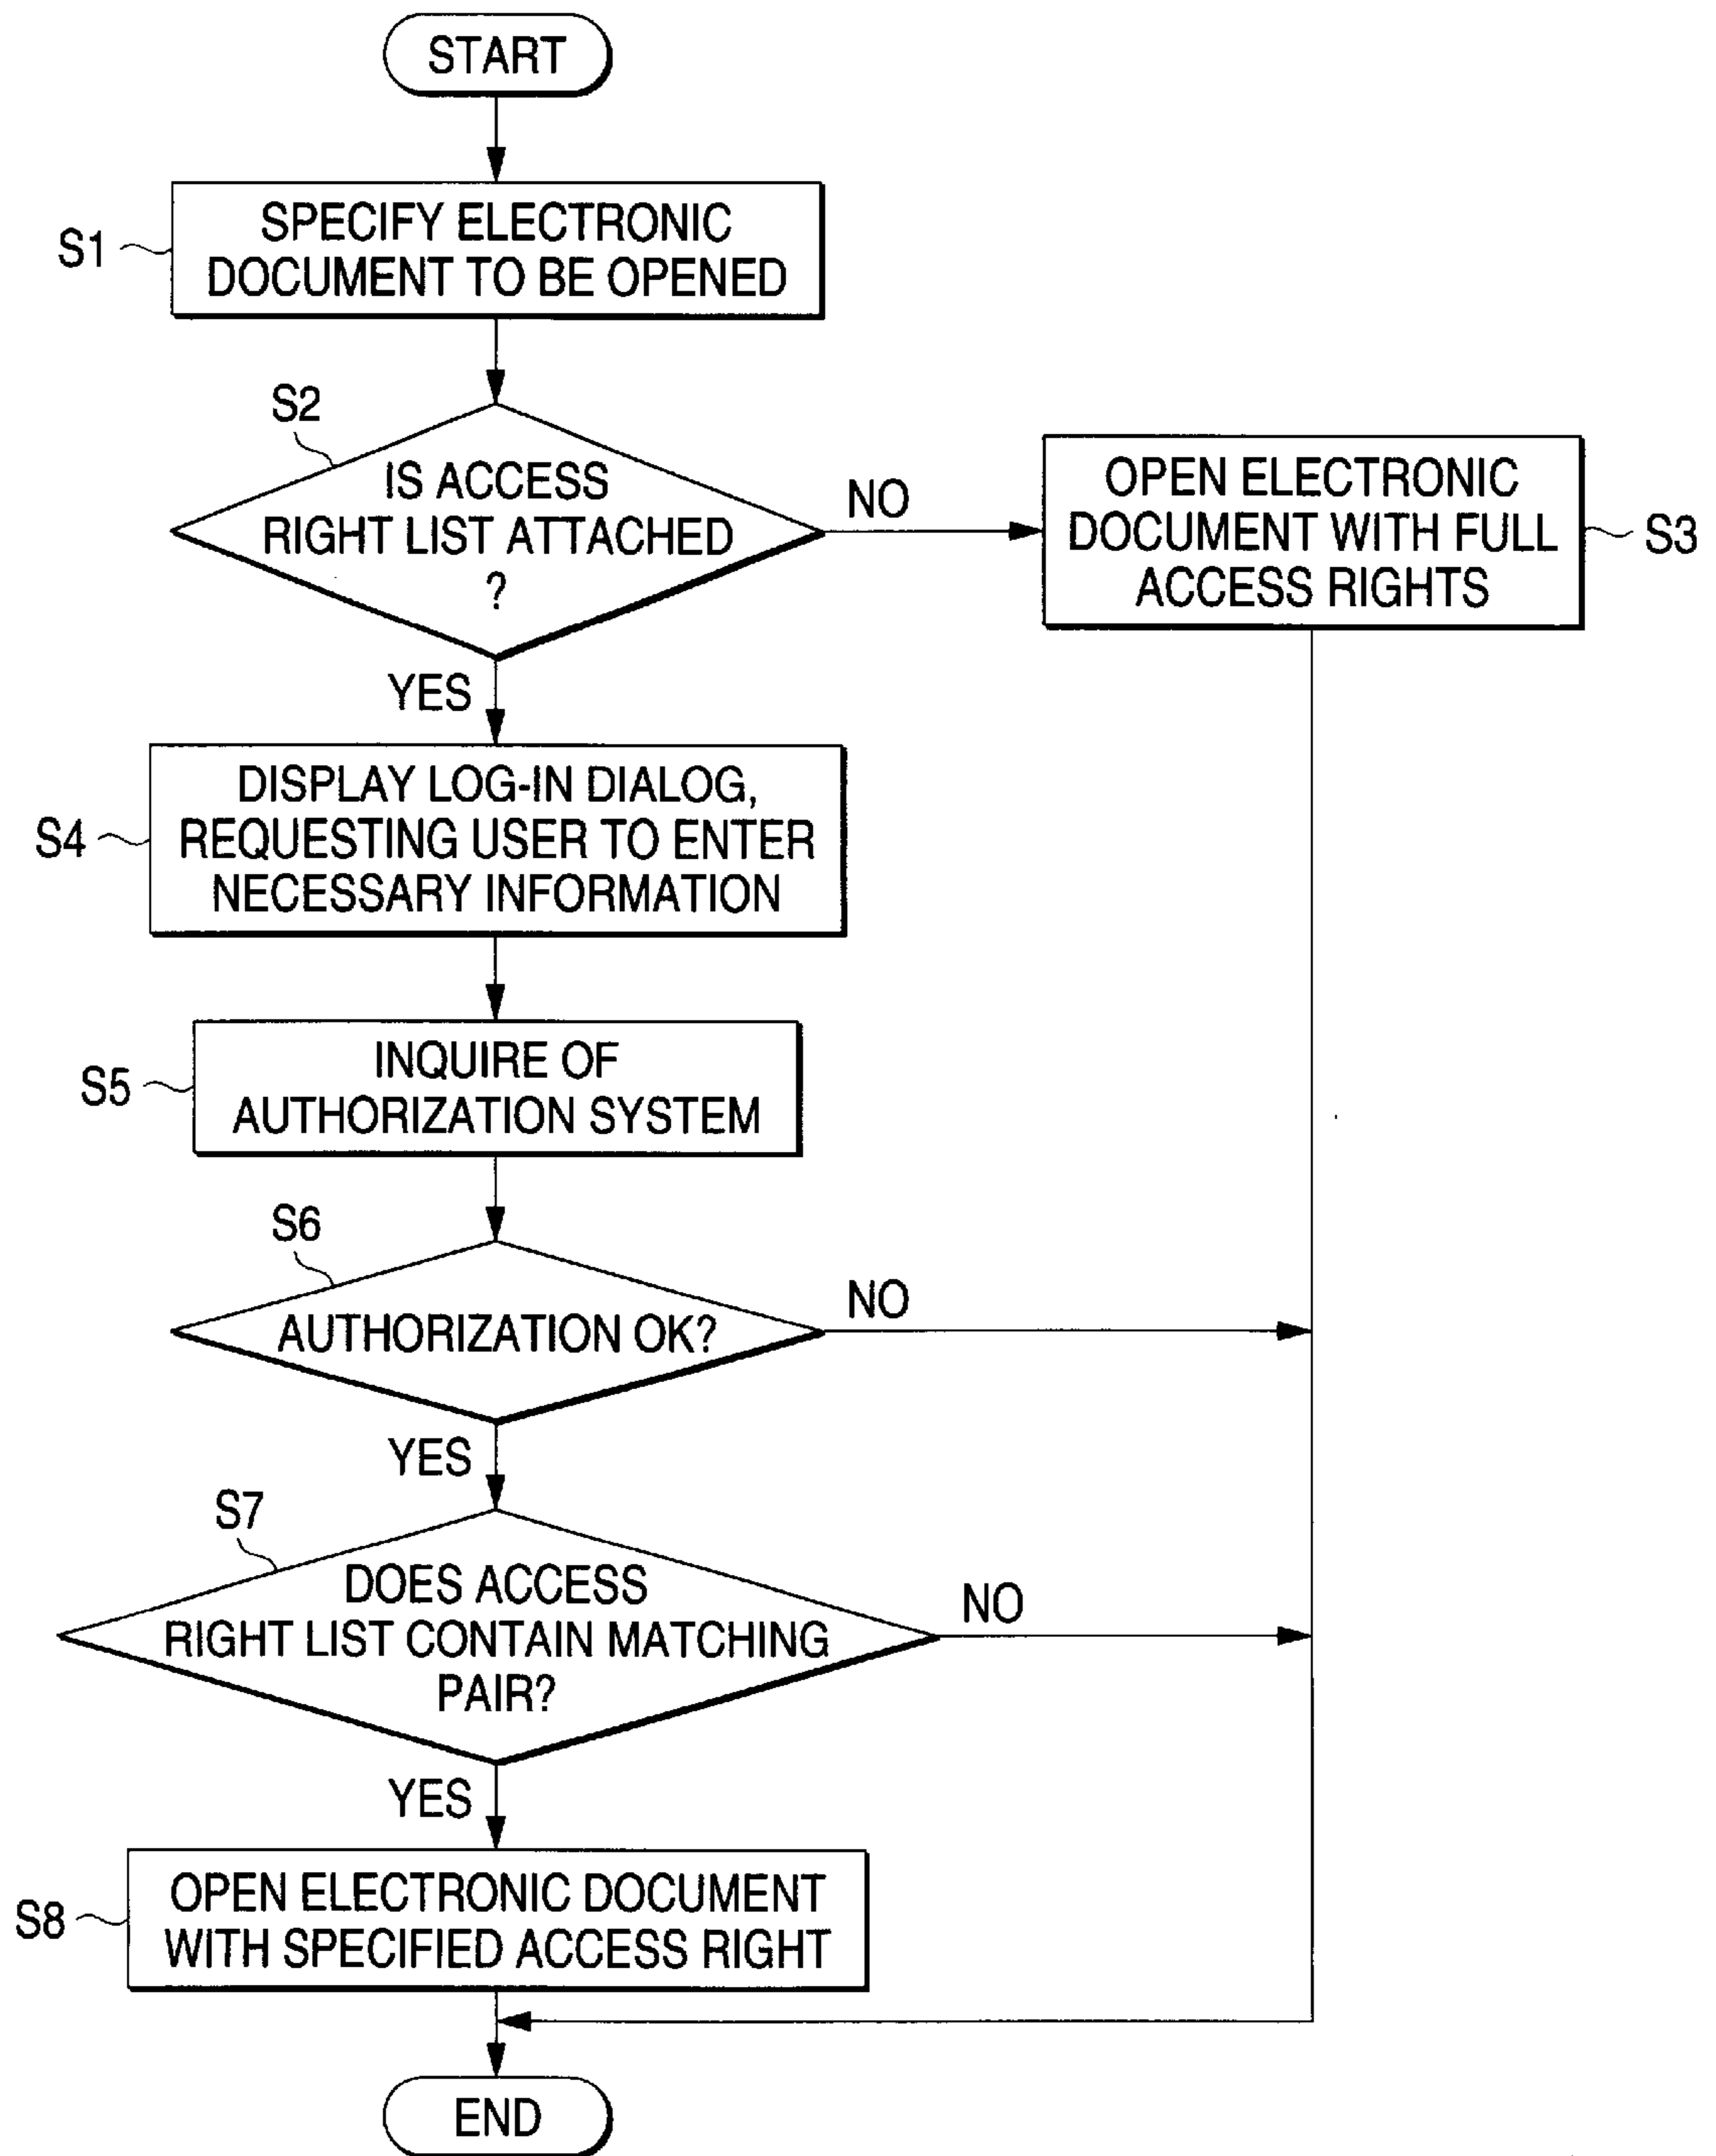 START
S1
SPECIFY ELECTRONIC
DOCUMENT TO BE OPENED
S2
IS ACCESS
RIGHT LIST ATTACHED
?
NO
OPEN ELECTRONIC
DOCUMENT WITH FULL
ACCESS RIGHTS
S3
YES
S4
DISPLAY LOG-IN DIALOG,
REQUESTING USER TO ENTER
NECESSARY INFORMATION
S5
INQUIRE OF
AUTHORIZATION SYSTEM
S6
AUTHORIZATION OK?
NO
YES
S7
DOES ACCESS
RIGHT LIST CONTAIN MATCHING
PAIR?
NO
YES
S8
OPEN ELECTRONIC DOCUMENT
WITH SPECIFIED ACCESS RIGHT
END